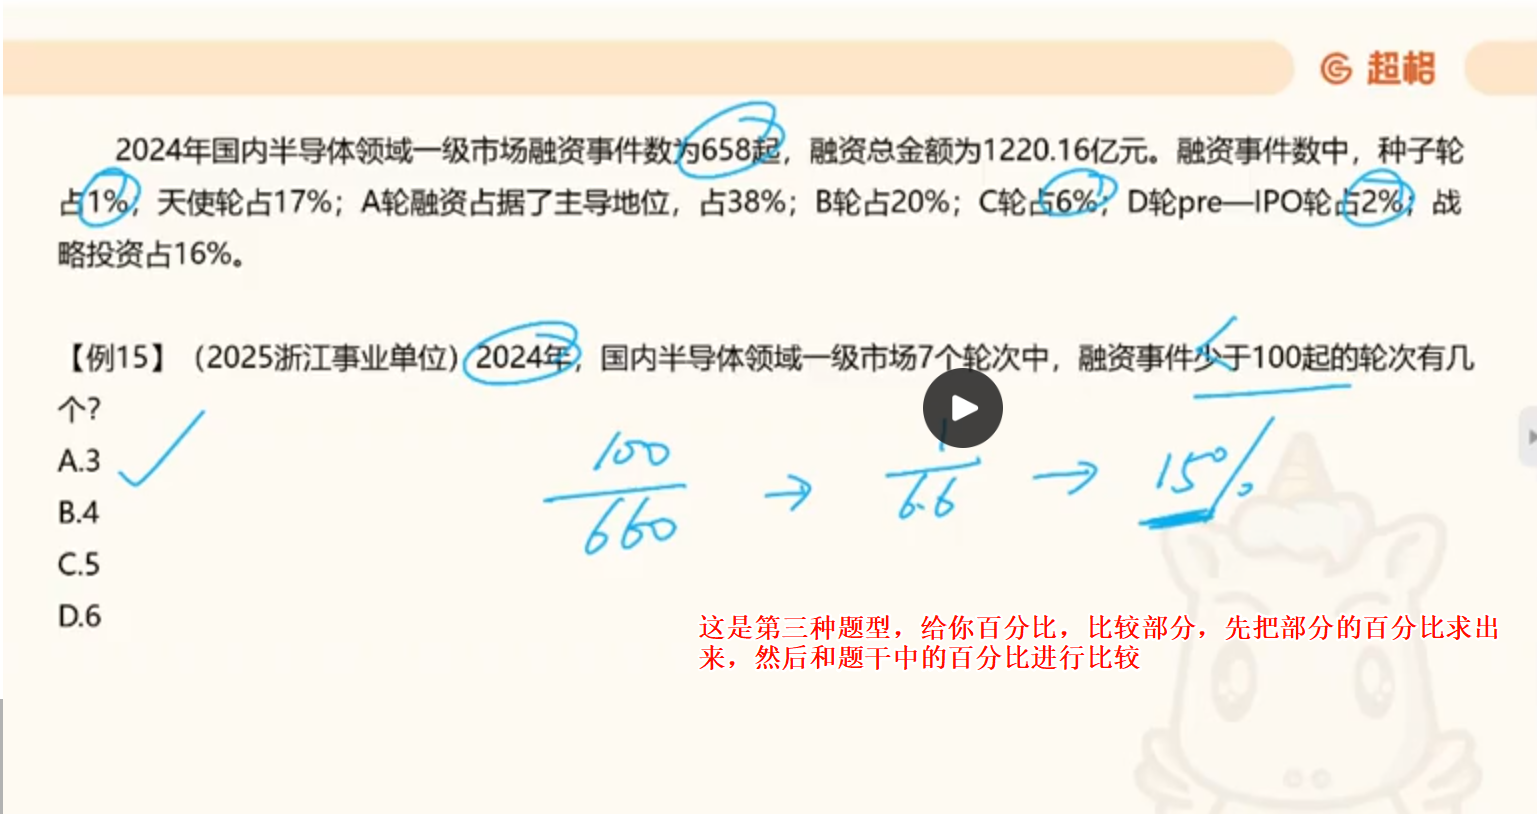 超格
2024年国内半导体领域一级市场融资事件数为658起，融资总金额为1220.16亿元。融资事件数中，种子轮
占1%；天使轮占17%；A轮融资占据了主导地位，占38%；B轮占20%；C轮占6%；D轮pre—IPO轮占2%；战
略投资占16%。
【例15】（2025浙江事业单位）2024年，国内半导体领域一级市场7个轮次中，融资事件少于100起的轮次有几
个?
A.3
B.4
C.5
D.6
100
660
→
1
6.6
→
15%
这是第三种题型，给你百分比，比较部分，先把部分的百分比求出
来，然后和题干中的百分比进行比较